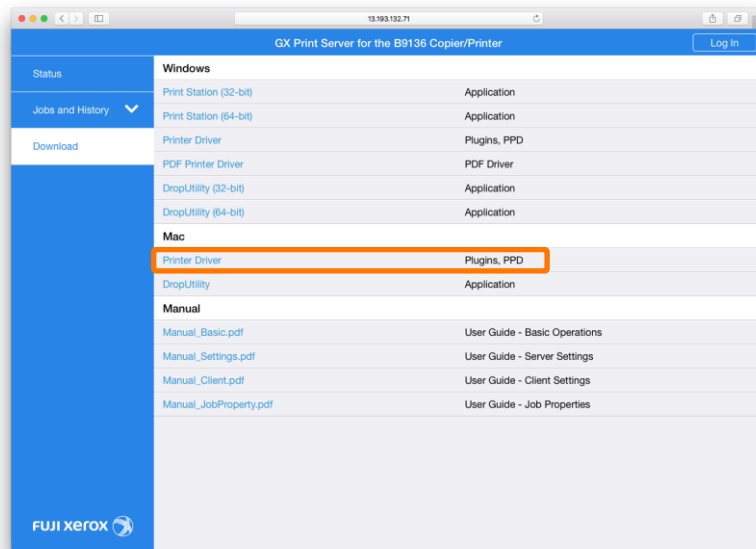 13.193.132.71
GX Print Server for the B9136 Copier/Printer
Log In
Status
Jobs and History
Download
Windows
Print Station (32-bit) Application
Print Station (64-bit) Application
Printer Driver Plugins, PPD
PDF Printer Driver PDF Driver
DropUtility (32-bit) Application
DropUtility (64-bit) Application
Mac
Printer Driver Plugins, PPD
DropUtility Application
Manual
Manual_Basic.pdf User Guide - Basic Operations
Manual_Settings.pdf User Guide - Server Settings
Manual_Client.pdf User Guide - Client Settings
Manual_JobProperty.pdf User Guide - Job Properties
FUJI xerox